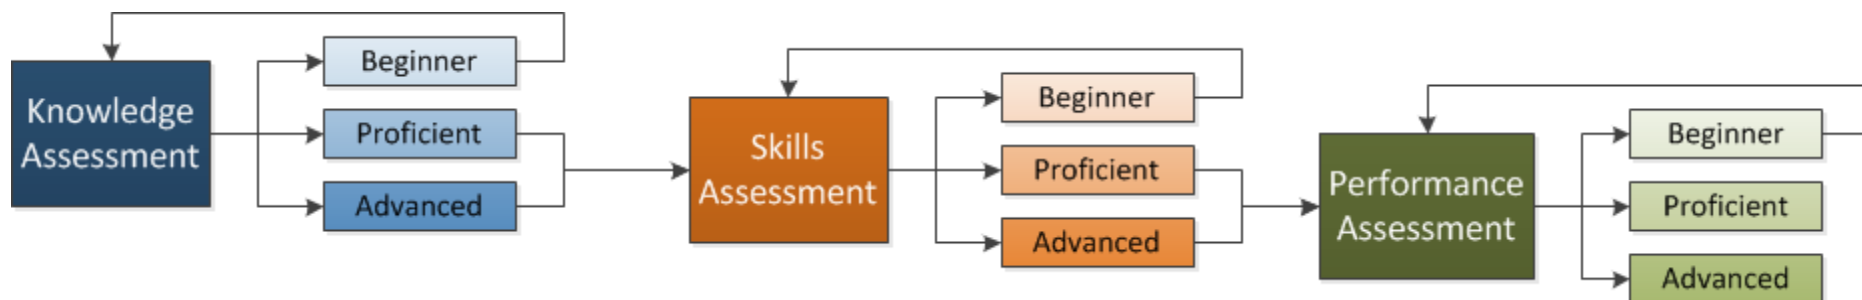 Knowledge
Assessment
Beginner
Proficient
Advanced
Skills
Assessment
Beginner
Proficient
Advanced
Performance
Assessment
Beginner
Proficient
Advanced